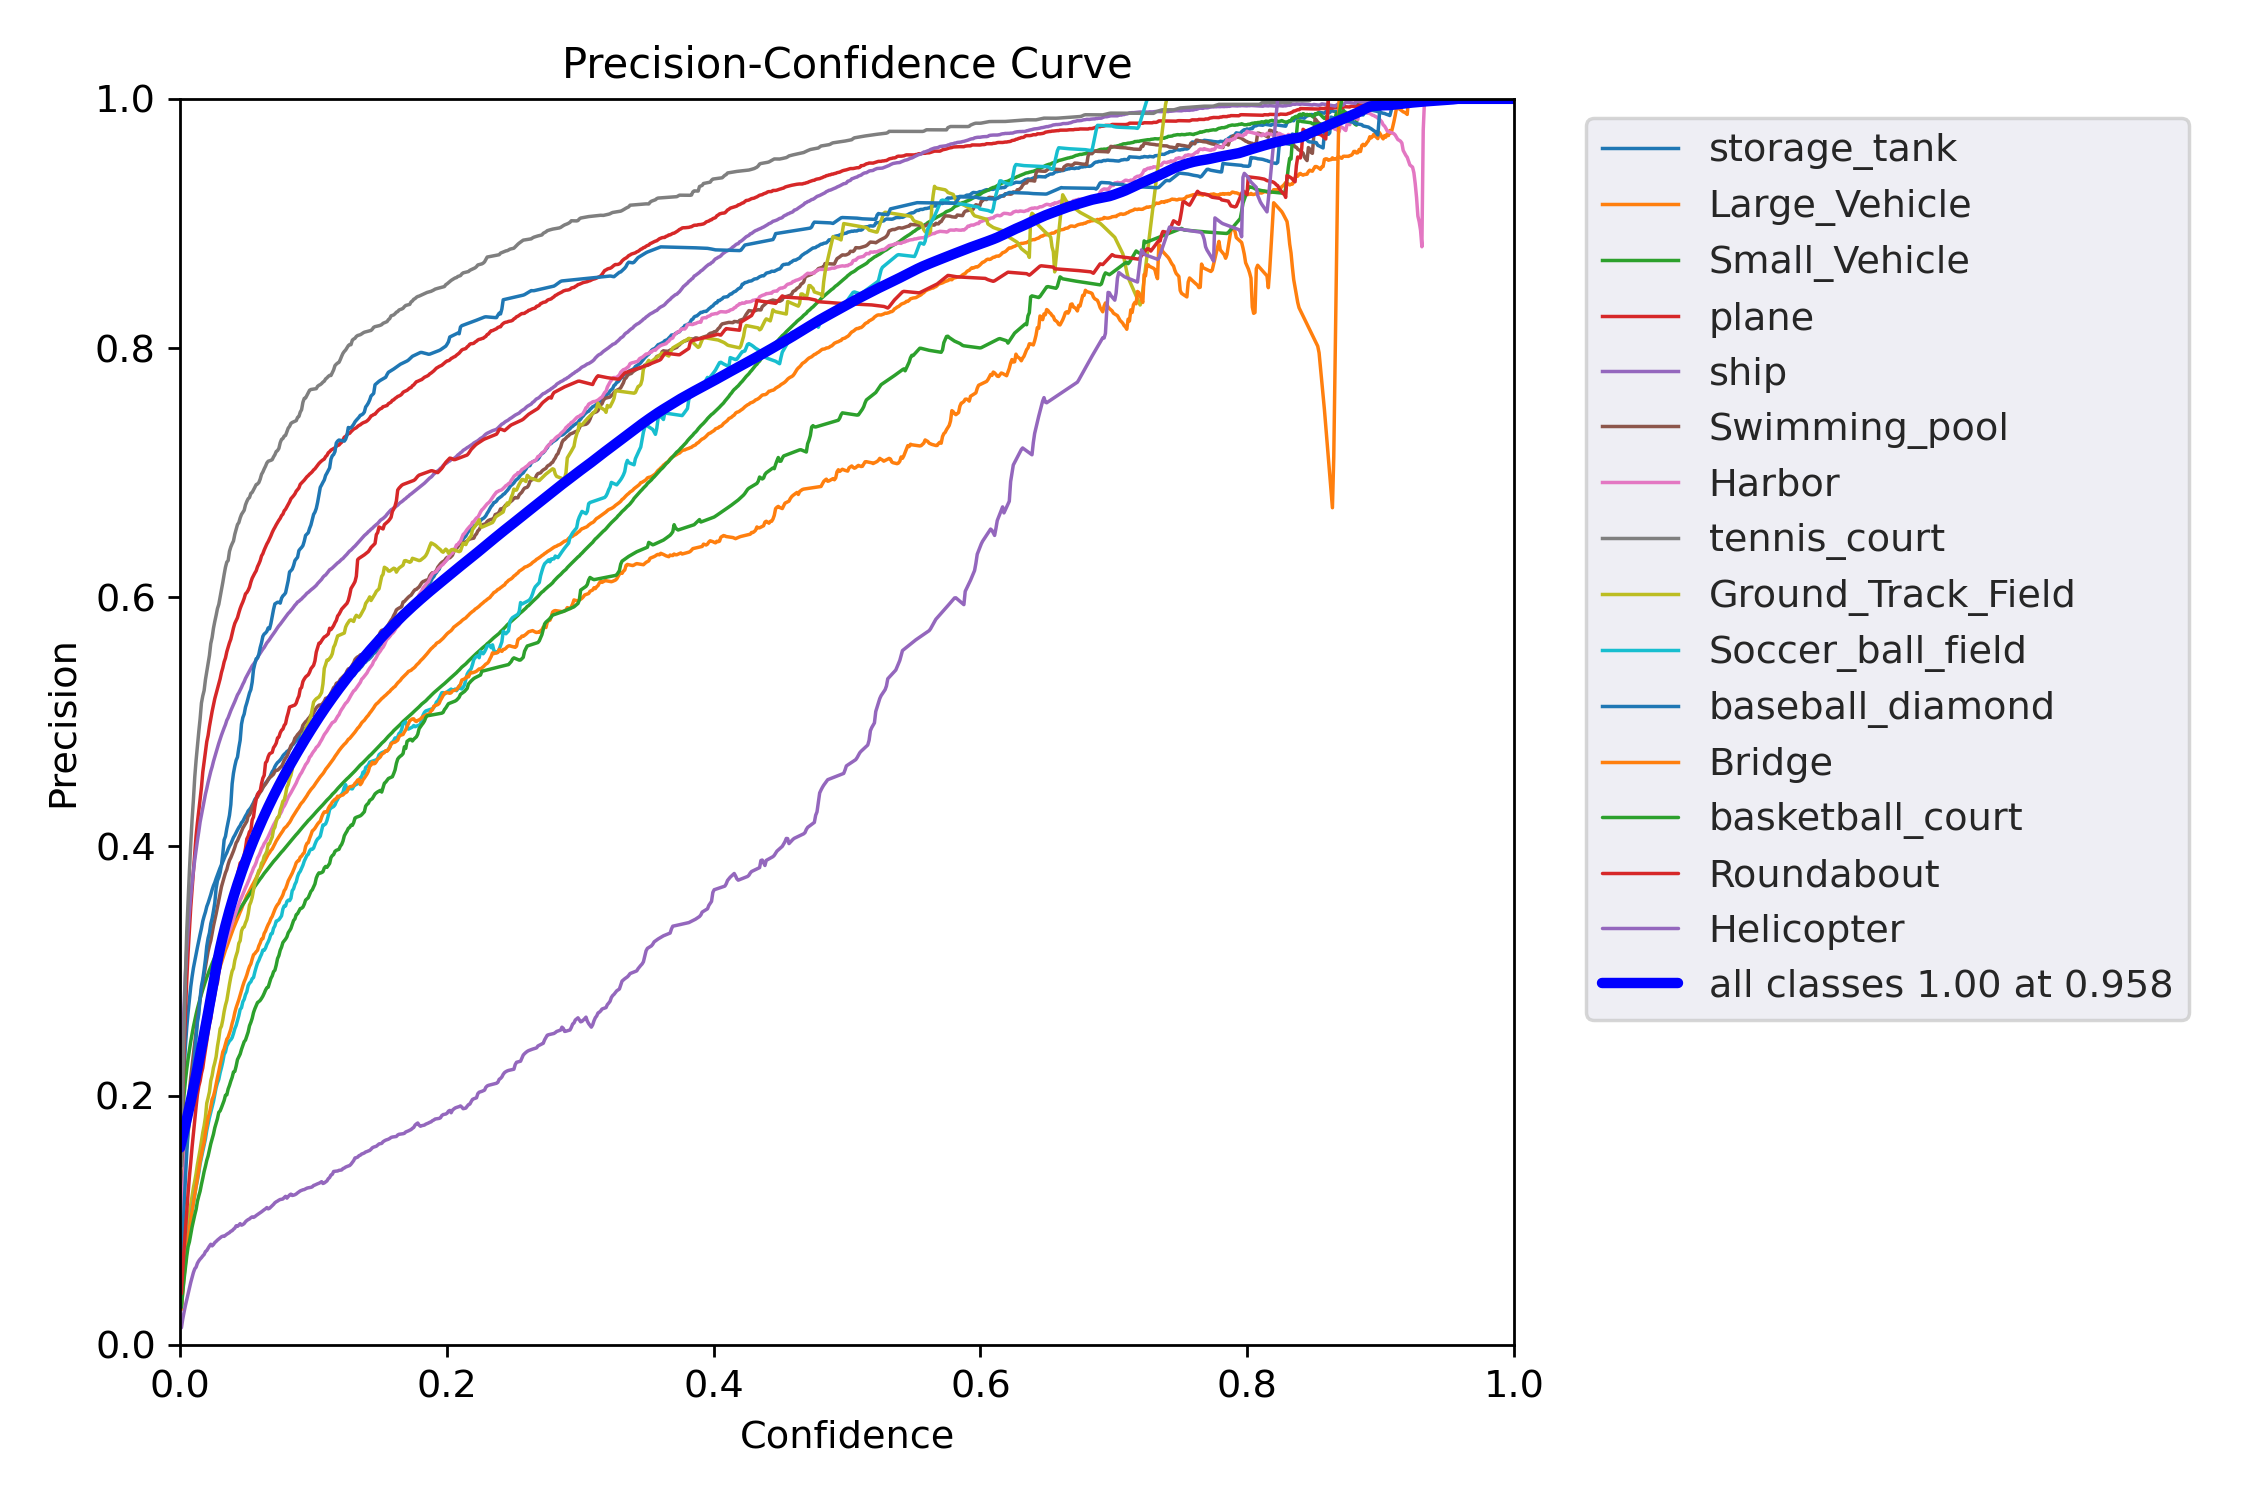 Precision-Confidence Curve
1.0
0.8
0.6
0.4
0.2
0.0
Precision
0.0 0.2 0.4 0.6 0.8 1.0
Confidence
storage_tank
Large_Vehicle
Small_Vehicle
plane
ship
Swimming_pool
Harbor
tennis_court
Ground_Track_Field
Soccer_ball_field
baseball_diamond
Bridge
basketball_court
Roundabout
Helicopter
all classes 1.00 at 0.958